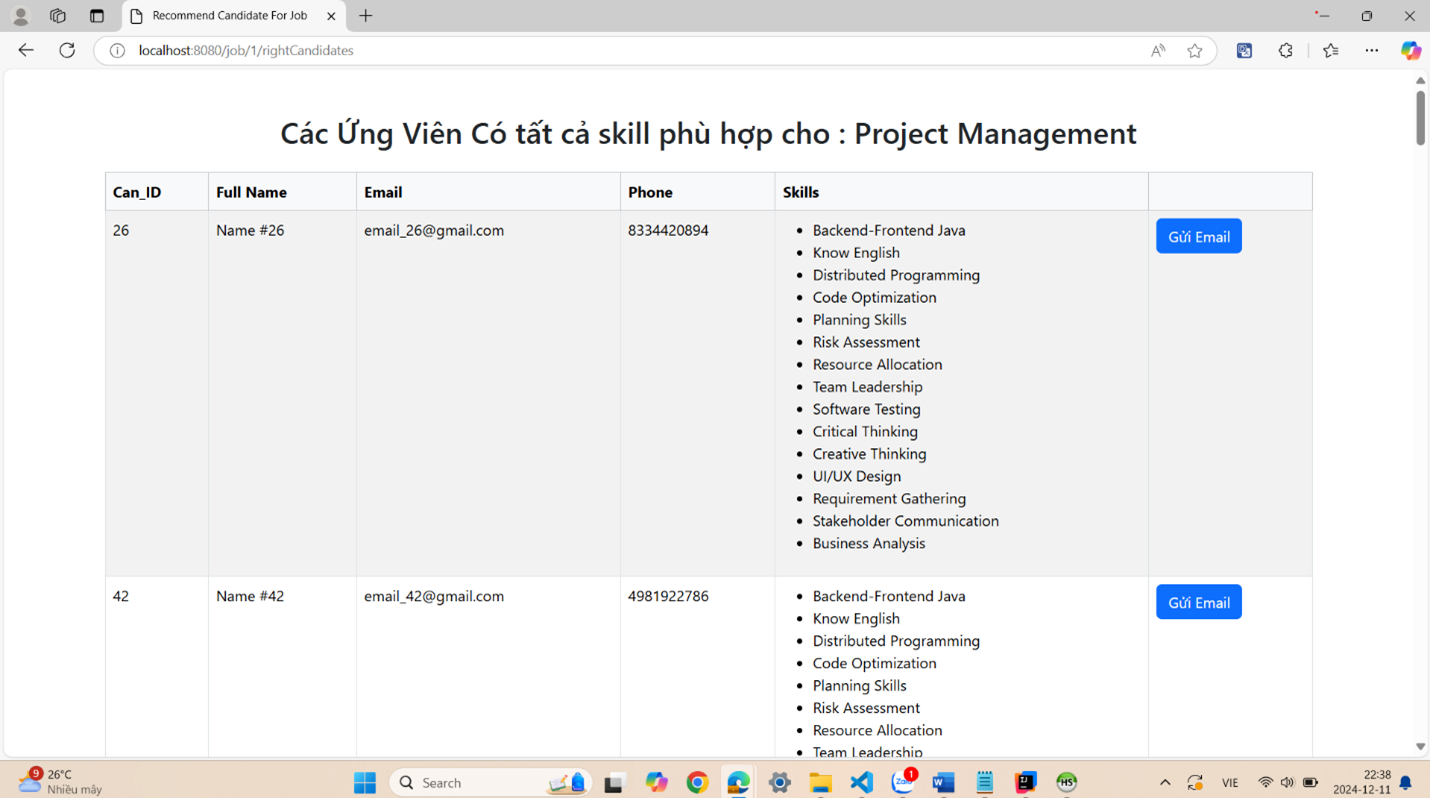 Recommend Candidate For Job
localhost:8080/job/1/rightCandidates
Các Ứng Viên Có tất cả skill phù hợp cho : Project Management
Can_ID Full Name Email Phone Skills
26 Name #26 email_26@gmail.com 8334420894 Backend-Frontend Java Gửi Email
Know English
Distributed Programming
Code Optimization
Planning Skills
Risk Assessment
Resource Allocation
Team Leadership
Software Testing
Critical Thinking
Creative Thinking
UI/UX Design
Requirement Gathering
Stakeholder Communication
Business Analysis
42 Name #42 email_42@gmail.com 4981922786 Backend-Frontend Java Gửi Email
Know English
Distributed Programming
Code Optimization
Planning Skills
Risk Assessment
Resource Allocation
Team Leadership
9 26°C
Nhiều mây
Search
Zalo 1
HS
VIE
22:38
2024-12-11